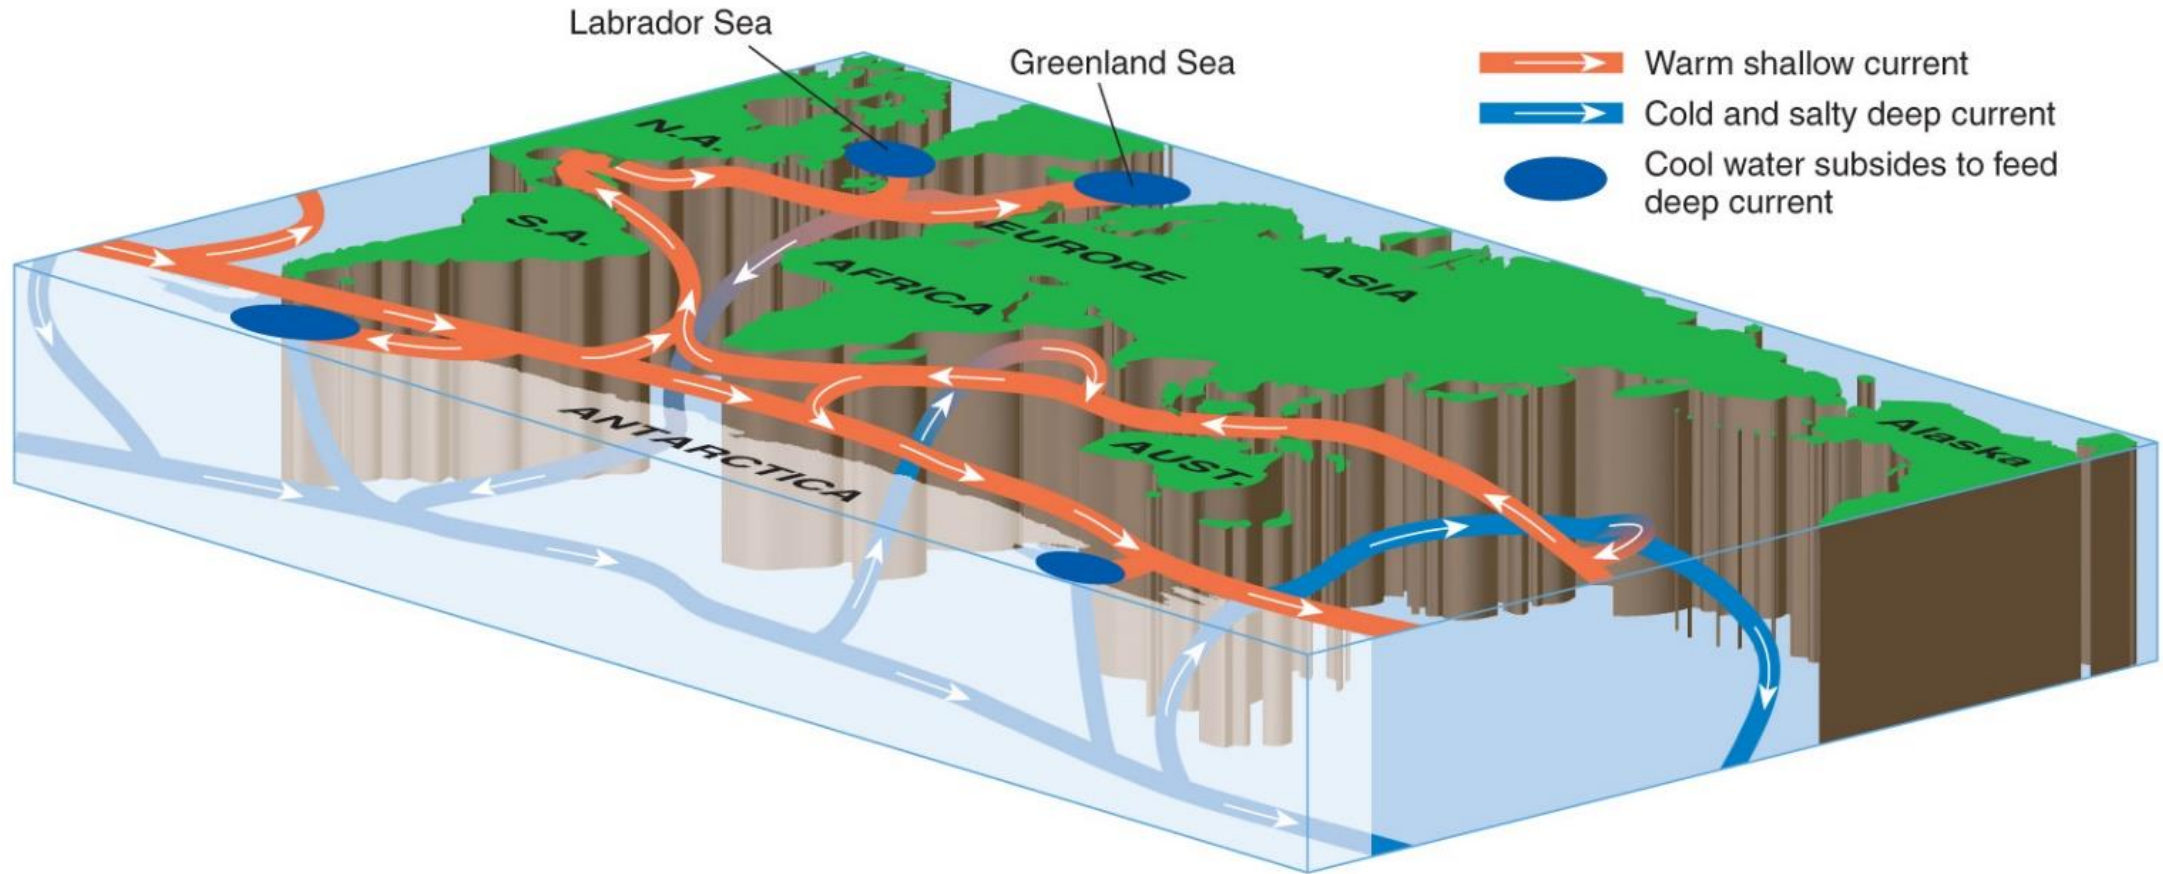 Labrador Sea
Greenland Sea
Warm shallow current
Cold and salty deep current
Cool water subsides to feed
deep current
N.A.
S.A.
EUROPE
AFRICA
ASIA
ANTARCTICA
AUST.
Alaska